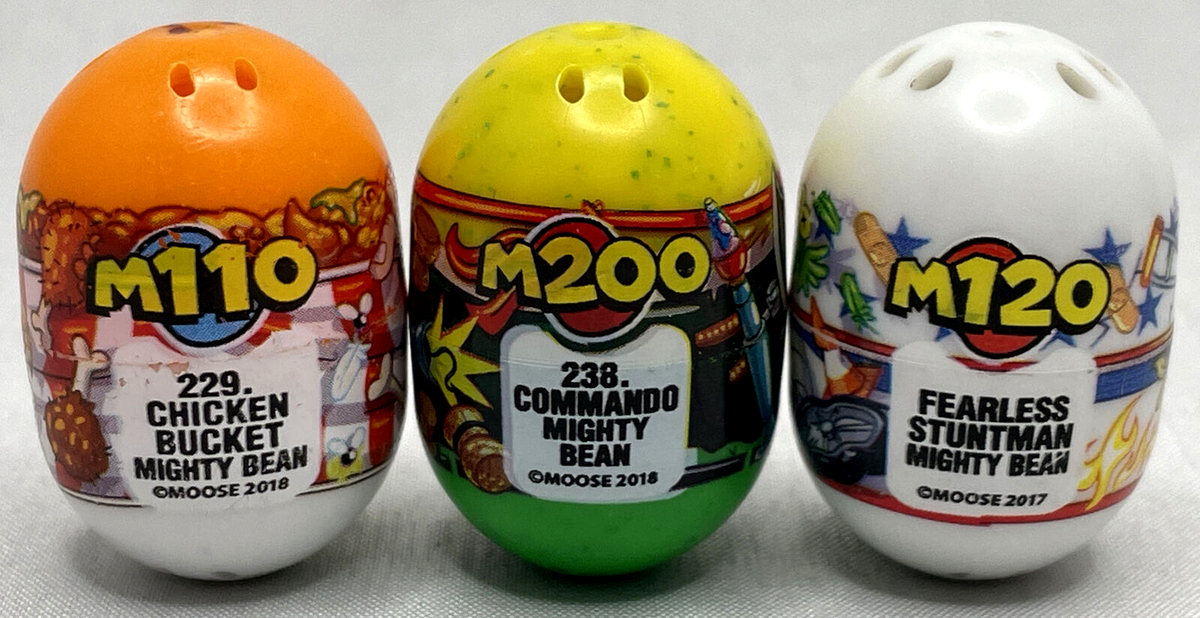 M110
229.
CHICKEN
BUCKET
MIGHTY BEAN
©MOOSE 2018
M200
238.
COMMANDO
MIGHTY
BEAN
©MOOSE 2018
M120
FEARLESS
STUNTMAN
MIGHTY BEAN
©MOOSE 2017